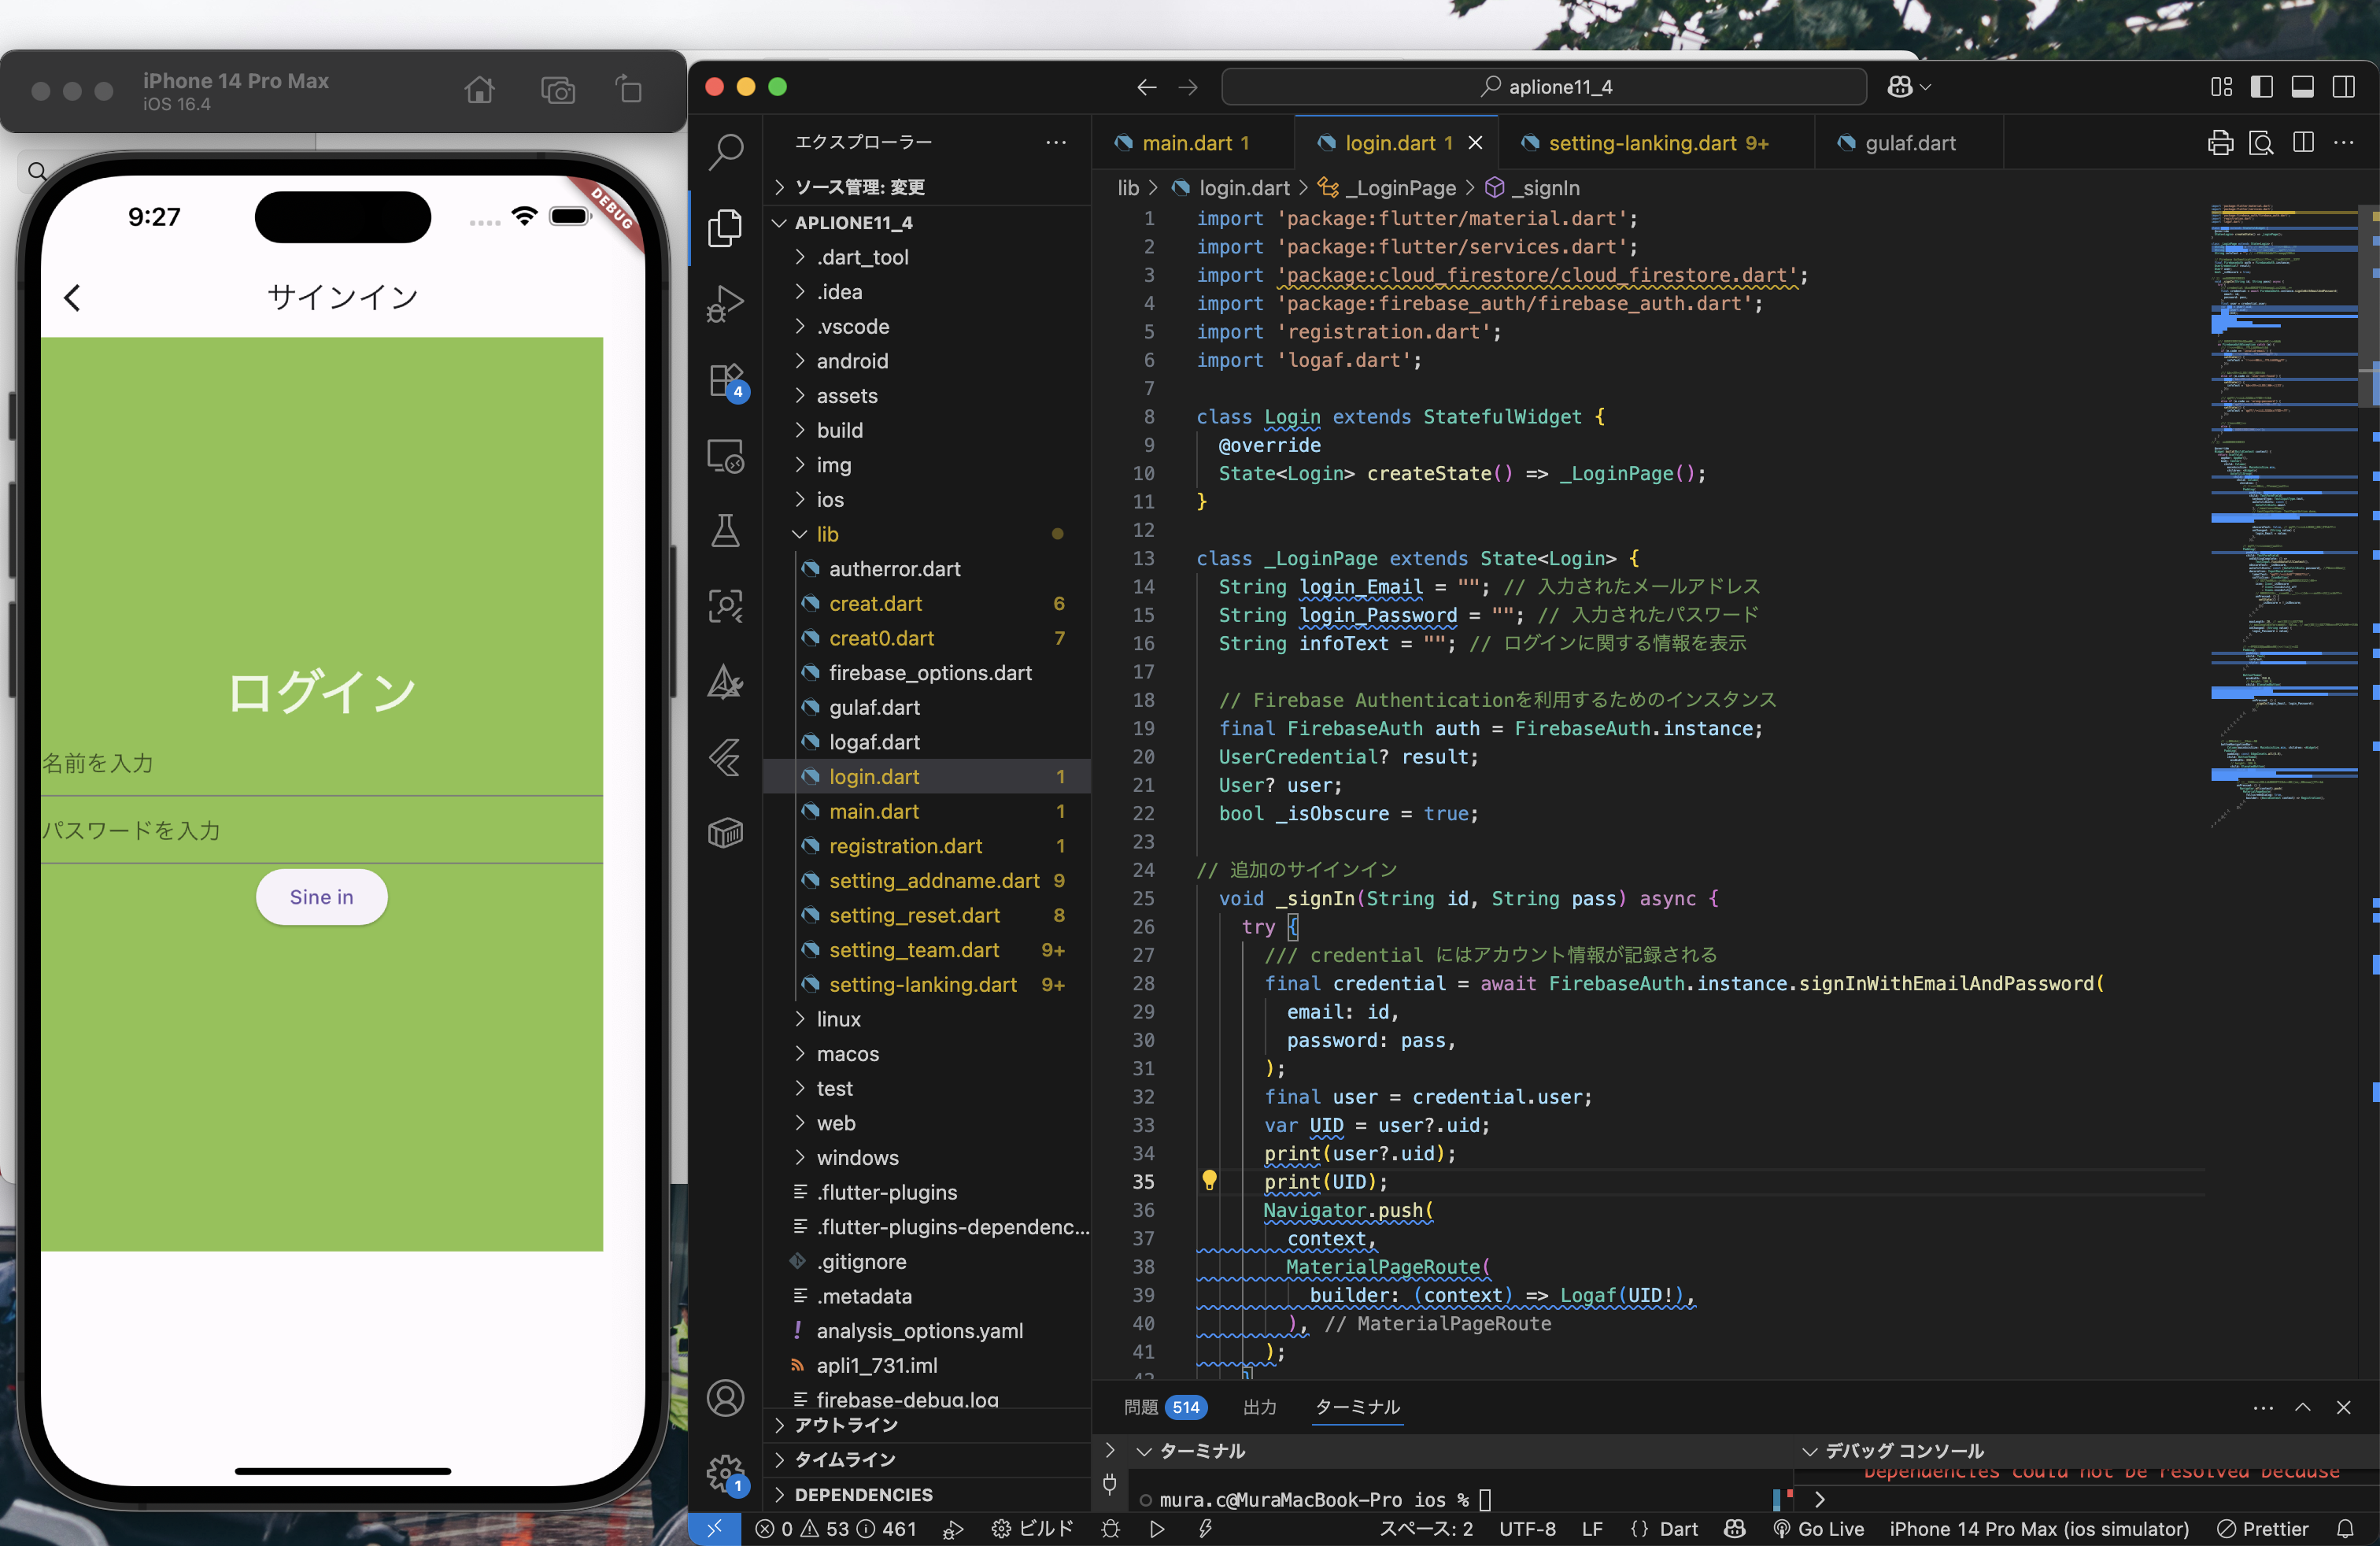 iPhone 14 Pro Max
iOS 16.4
9:27
DEBUG
サインイン
ログイン
名前を入力
パスワードを入力
Sine in
aplione11_4
エクスプローラー
ソース管理: 変更
APLIONE11_4
.dart_tool
.idea
.vscode
android
assets
build
img
ios
lib
autherror.dart
creat.dart 6
creat0.dart 7
firebase_options.dart
gulaf.dart
logaf.dart
login.dart 1
main.dart 1
registration.dart 1
setting_addname.dart 9
setting_reset.dart 8
setting_team.dart 9+
setting-lanking.dart 9+
linux
macos
test
web
windows
.flutter-plugins
.flutter-plugins-dependenc...
.gitignore
.metadata
analysis_options.yaml
apli1_731.iml
firebase-debug.log
アウトライン
タイムライン
DEPENDENCIES
4
1
main.dart 1
login.dart 1
setting-lanking.dart 9+
gulaf.dart
lib > login.dart > _LoginPage > _signIn
1 import 'package:flutter/material.dart';
2 import 'package:flutter/services.dart';
3 import 'package:cloud_firestore/cloud_firestore.dart';
4 import 'package:firebase_auth/firebase_auth.dart';
5 import 'registration.dart';
6 import 'logaf.dart';
7
8 class Login extends StatefulWidget {
9 @override
10 State<Login> createState() => _LoginPage();
11 }
12
13 class _LoginPage extends State<Login> {
14 String login_Email = ""; // 入力されたメールアドレス
15 String login_Password = ""; // 入力されたパスワード
16 String infoText = ""; // ログインに関する情報を表示
17
18 // Firebase Authenticationを利用するためのインスタンス
19 final FirebaseAuth auth = FirebaseAuth.instance;
20 UserCredential? result;
21 User? user;
22 bool _isObscure = true;
23
24 // 追加のサイインイン
25 void _signIn(String id, String pass) async {
26 try {
27 /// credential にはアカウント情報が記録される
28 final credential = await FirebaseAuth.instance.signInWithEmailAndPassword(
29 email: id,
30 password: pass,
31 );
32 final user = credential.user;
33 var UID = user?.uid;
34 print(user?.uid);
35 print(UID);
36 Navigator.push(
37 context,
38 MaterialPageRoute(
39 builder: (context) => Logaf(UID!),
40 ), // MaterialPageRoute
41 );
42 }
問題 514 出力 ターミナル
ターミナル
mura.c@MuraMacBook-Pro ios %
デバッグ コンソール
Dependencies could not be resolved because
0 53 461 ビルド
スペース: 2 UTF-8 LF {} Dart Go Live iPhone 14 Pro Max (ios simulator) Prettier